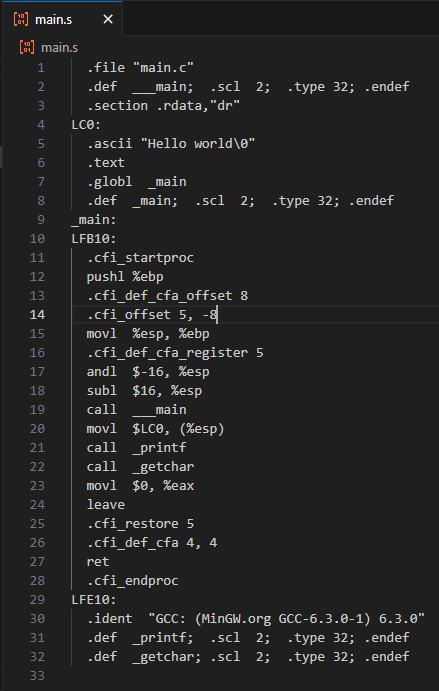 main.s
main.s
1 .file "main.c"
2 .def ___main; .scl 2; .type 32; .endef
3 .section .rdata,"dr"
4 LC0:
5 .ascii "Hello world\0"
6 .text
7 .globl _main
8 .def _main; .scl 2; .type 32; .endef
9 _main:
10 LFB10:
11 .cfi_startproc
12 pushl %ebp
13 .cfi_def_cfa_offset 8
14 .cfi_offset 5, -8
15 movl %esp, %ebp
16 .cfi_def_cfa_register 5
17 andl $-16, %esp
18 subl $16, %esp
19 call ___main
20 movl $LC0, (%esp)
21 call _printf
22 call _getchar
23 movl $0, %eax
24 leave
25 .cfi_restore 5
26 .cfi_def_cfa 4, 4
27 ret
28 .cfi_endproc
29 LFE10:
30 .ident "GCC: (MinGW.org GCC-6.3.0-1) 6.3.0"
31 .def _printf; .scl 2; .type 32; .endef
32 .def _getchar; .scl 2; .type 32; .endef
33